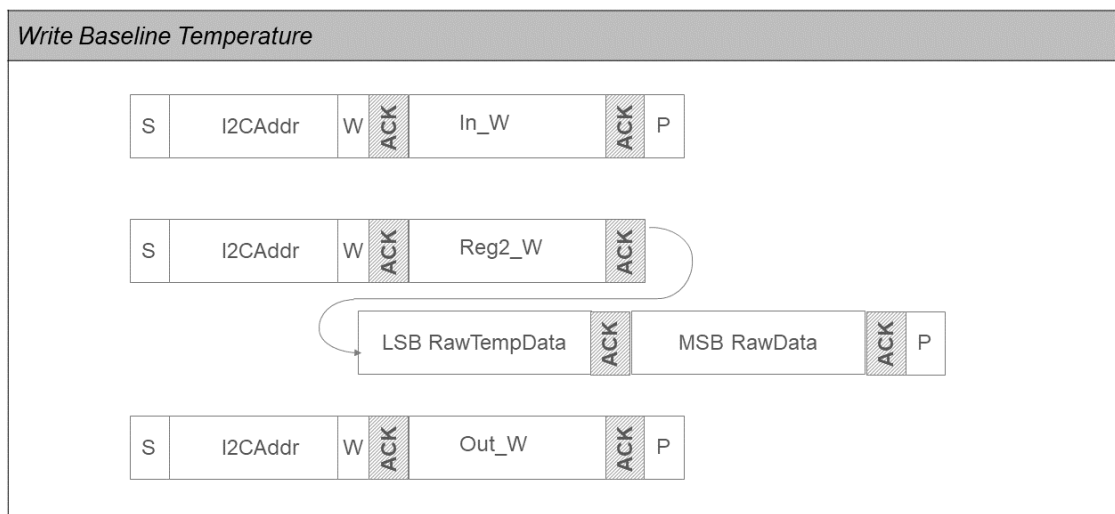 Write Baseline Temperature
S I2CAddr W ACK In_W ACK P
S I2CAddr W ACK Reg2_W ACK
LSB RawTempData ACK MSB RawData ACK P
S I2CAddr W ACK Out_W ACK P